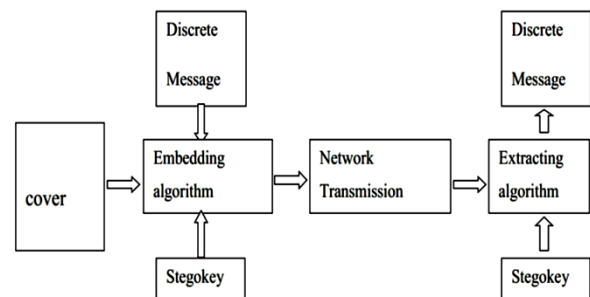 Discrete
Message
Discrete
Message
cover
Embedding
algorithm
Network
Transmission
Extracting
algorithm
Stegokey
Stegokey